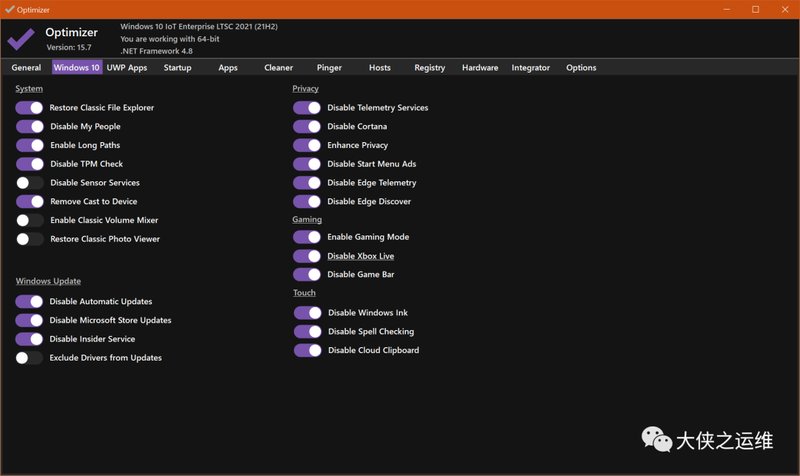 Optimizer
Optimizer
Version: 15.7
Windows 10 IoT Enterprise LTSC 2021 (21H2)
You are working with 64-bit
.NET Framework 4.8
General Windows 10 UWP Apps Startup Apps Cleaner Pinger Hosts Registry Hardware Integrator Options
System
Restore Classic File Explorer
Disable My People
Enable Long Paths
Disable TPM Check
Disable Sensor Services
Remove Cast to Device
Enable Classic Volume Mixer
Restore Classic Photo Viewer
Windows Update
Disable Automatic Updates
Disable Microsoft Store Updates
Disable Insider Service
Exclude Drivers from Updates
Privacy
Disable Telemetry Services
Disable Cortana
Enhance Privacy
Disable Start Menu Ads
Disable Edge Telemetry
Disable Edge Discover
Gaming
Enable Gaming Mode
Disable Xbox Live
Disable Game Bar
Touch
Disable Windows Ink
Disable Spell Checking
Disable Cloud Clipboard
大侠之运维